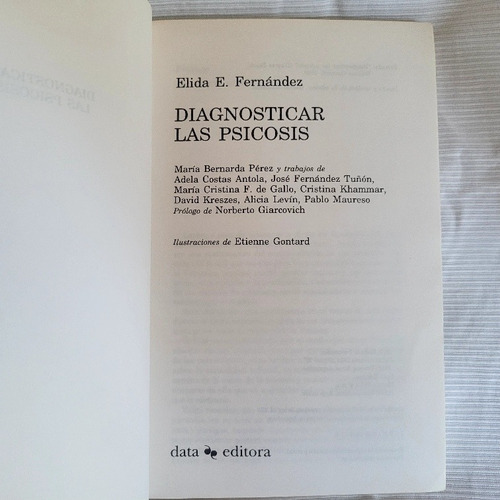 Elida E. Fernández
DIAGNOSTICAR
LAS PSICOSIS
María Bernarda Pérez y trabajos de
Adela Costas Antola, José Fernández Tuñón,
María Cristina F. de Gallo, Cristina Khammar,
David Kreszes, Alicia Levín, Pablo Maureso
Prólogo de Norberto Giarcovich
Ilustraciones de Etienne Gontard
data editora